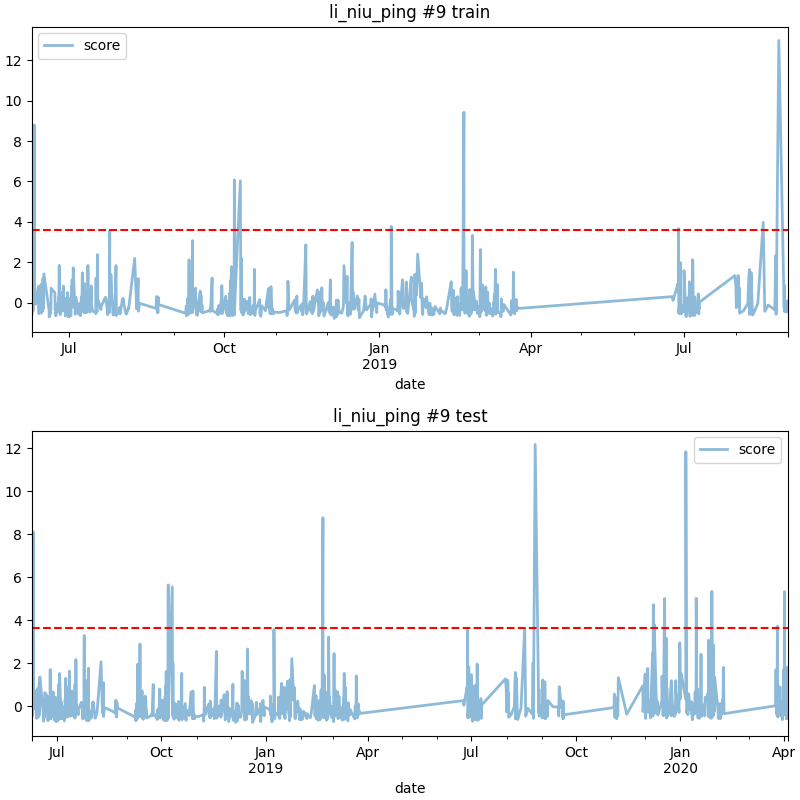 li_niu_ping #9 train
score
12
10
8
6
4
2
0
Jul Oct Jan Apr Jul
2019
date
li_niu_ping #9 test
score
12
10
8
6
4
2
0
Jul Oct Jan Apr Jul Oct Jan Apr
2019 2020
date